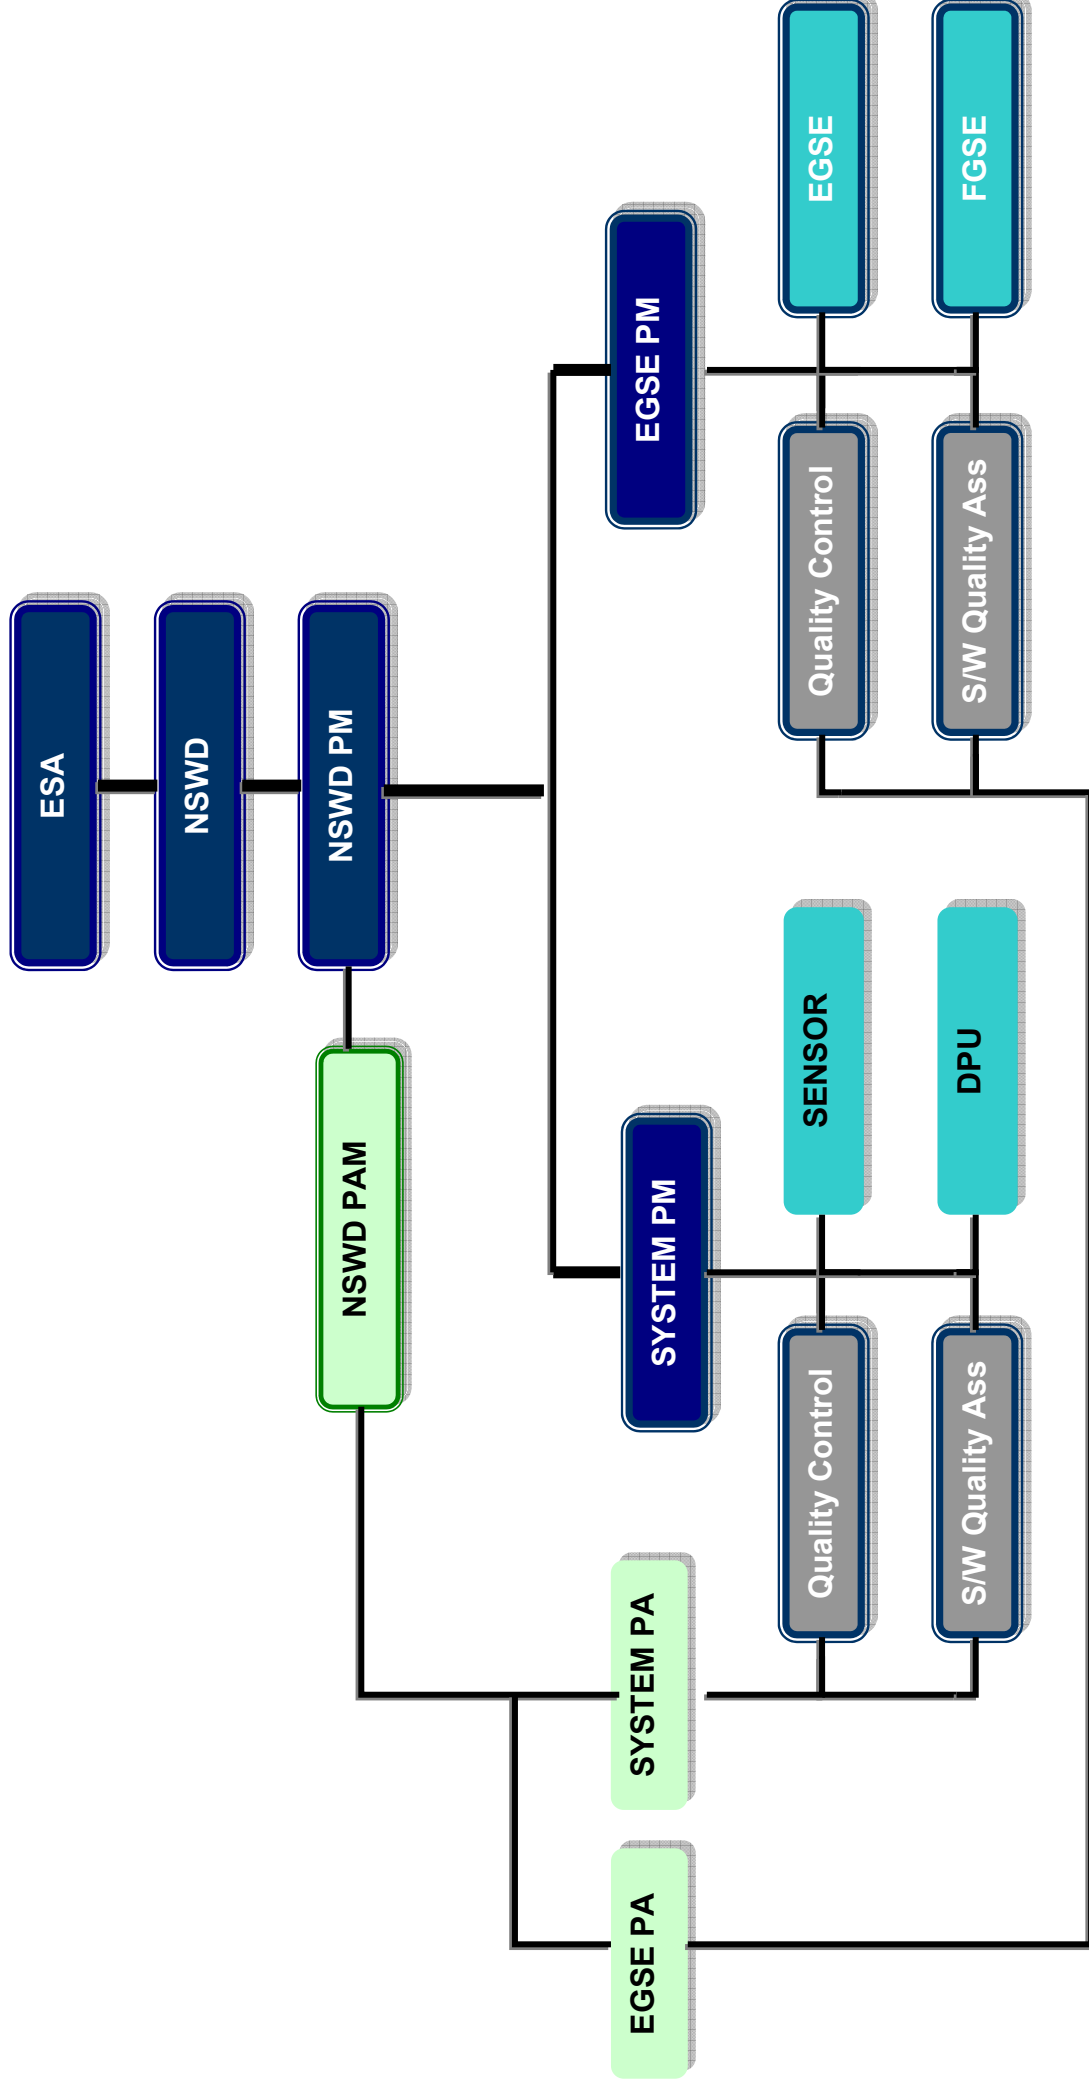 ESA
NSWD
NSWD PAM
NSWD PM
EGSE PA
SYSTEM PA
SYSTEM PM
EGSE PM
Quality Control
SENSOR
Quality Control
EGSE
S/W Quality Ass
DPU
S/W Quality Ass
FGSE